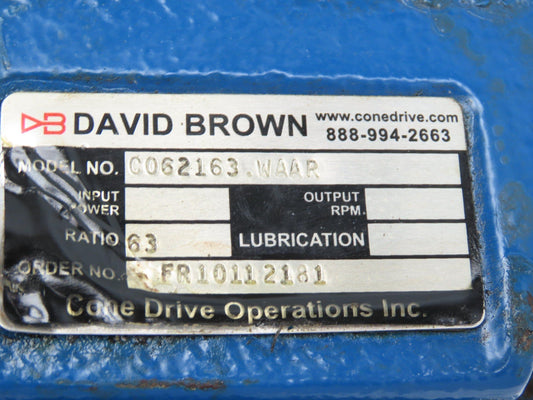 DB DAVID BROWN www.conedrive.com
888-994-2663
MODEL NO. C062163.WAAR
INPUT POWER OUTPUT RPM.
RATIO 63 LUBRICATION
ORDER NO. FR10112181
Cone Drive Operations Inc.